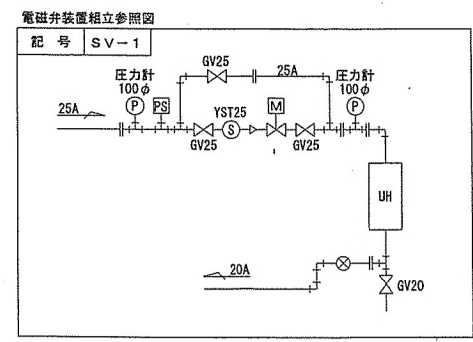 電磁弁装置組立参照図
記 号 SV-1
GV25
25A
圧力計
100φ
圧力計
100φ
25A
P
PS
YST25
M
P
S
GV25
GV25
UH
20A
GV20